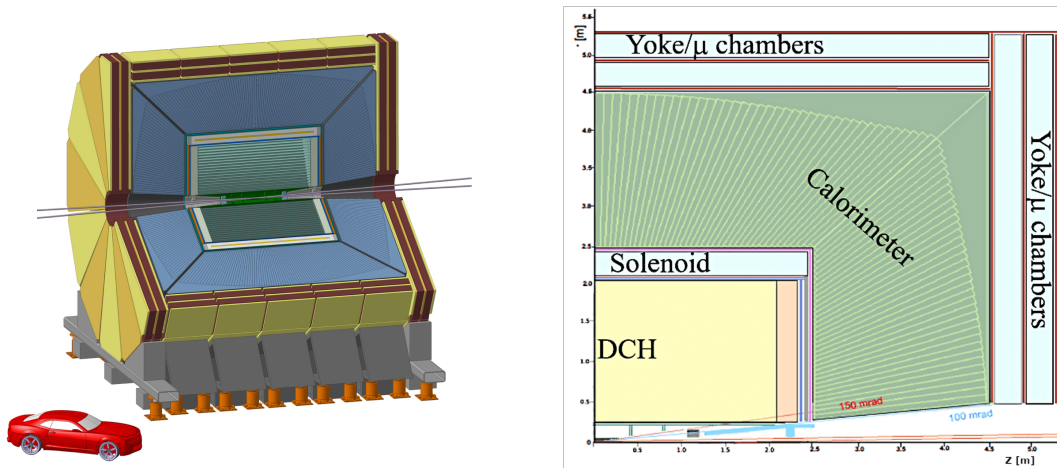 r [m]
5.5
5.0
4.5
4.0
3.5
3.0
2.5
2.0
1.5
1.0
0.5
0
Yoke/μ chambers
Calorimeter
Yoke/μ chambers
Solenoid
DCH
150 mrad
100 mrad
0 0.5 1.0 1.5 2.0 2.5 3.0 3.5 4.0 4.5 5.0
Z [m]